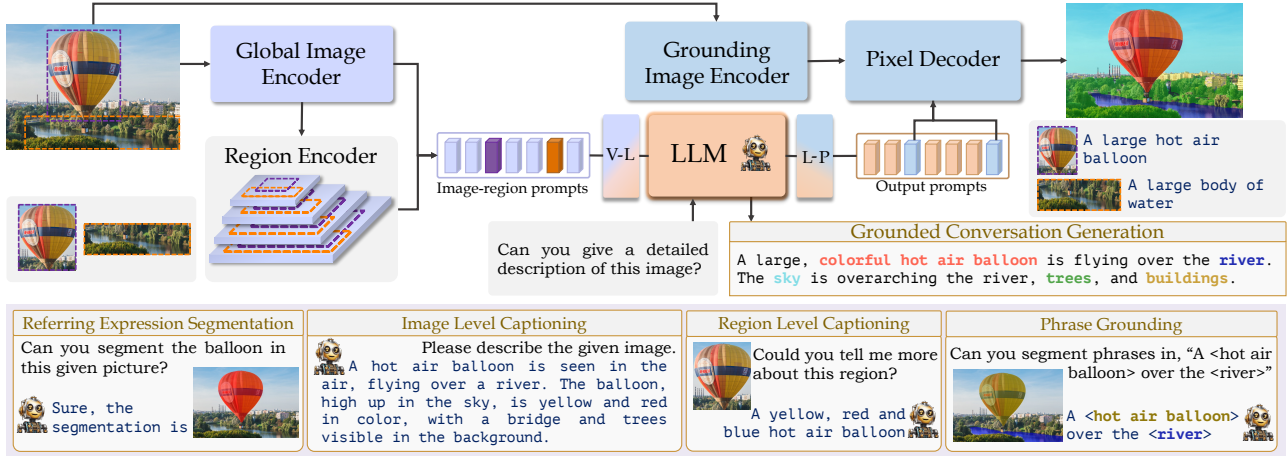 Global Image
Encoder
Grounding
Image Encoder
Pixel Decoder
Region Encoder
Image-region prompts
V-L
LLM
L-P
Output prompts
A large hot air
balloon
A large body of
water
Can you give a detailed
description of this image?
Grounded Conversation Generation
A large, colorful hot air balloon is flying over the river.
The sky is overarching the river, trees, and buildings.
Referring Expression Segmentation
Can you segment the balloon in
this given picture?
Sure, the
segmentation is
Image Level Captioning
Please describe the given image.
A hot air balloon is seen in the
air, flying over a river. The balloon,
high up in the sky, is yellow and red
in color, with a bridge and trees
visible in the background.
Region Level Captioning
Could you tell me more
about this region?
A yellow, red and
blue hot air balloon
Phrase Grounding
Can you segment phrases in, “A <hot air
balloon> over the <river>”
A <hot air balloon>
over the <river>